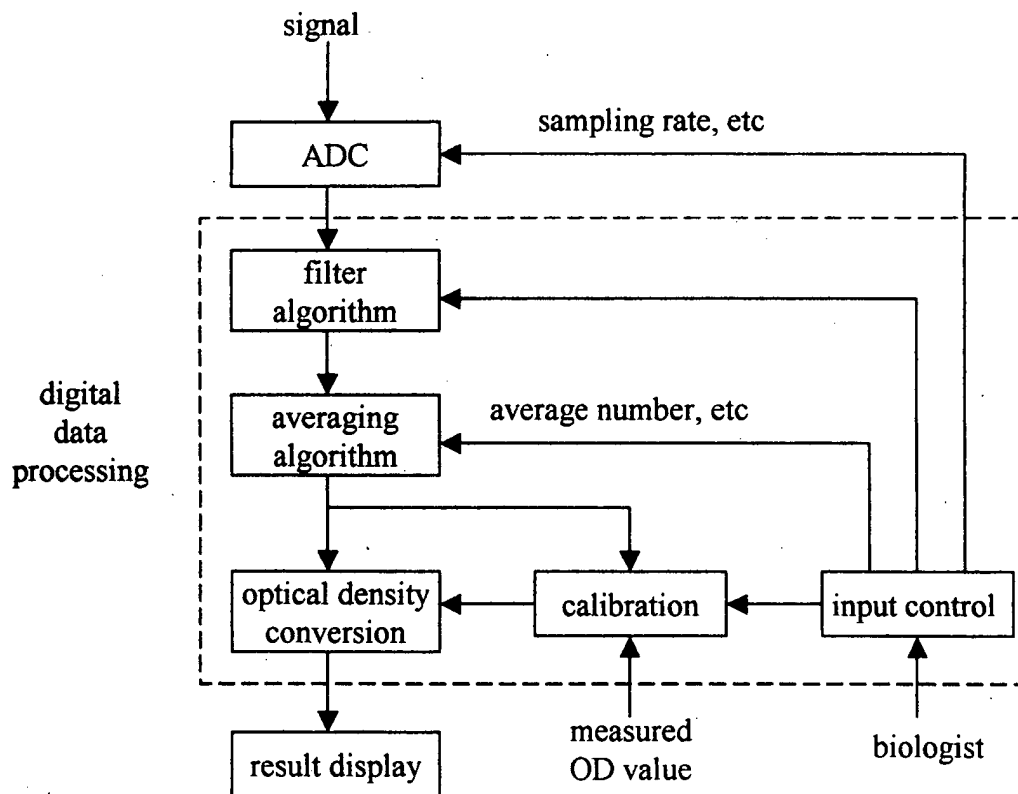 signal
ADC
sampling rate, etc
filter
algorithm
digital
data
processing
averaging
algorithm
average number, etc
optical density
conversion
calibration
input control
result display
measured
OD value
biologist